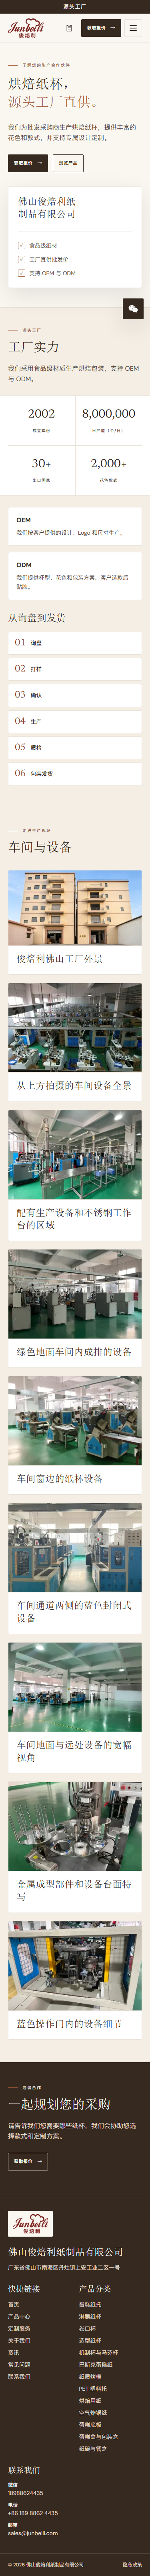 源头工厂
Junbeili
俊焙利
获取报价 →
了解您的生产合作伙伴
烘焙纸杯，
源头工厂直供。
我们为批发采购商生产烘焙纸杯，提供丰富的
花色和款式，并支持专属设计定制。
获取报价 →
浏览产品
佛山俊焙利纸
制品有限公司
食品级纸材
工厂直供批发价
支持 OEM 与 ODM
源头工厂
工厂实力
我们采用食品级材质生产烘焙包装，支持 OEM
与 ODM。
2002
成立年份
8,000,000
日产能（个/日）
30+
出口国家
2,000+
花色款式
OEM
我们按客户提供的设计、Logo 和尺寸生产。
ODM
我们提供杯型、花色和包装方案，客户选款后
贴牌。
从询盘到发货
01 询盘
02 打样
03 确认
04 生产
05 质检
06 包装发货
走进生产现场
车间与设备
俊焙利佛山工厂外景
从上方拍摄的车间设备全景
配有生产设备和不锈钢工作
台的区域
绿色地面车间内成排的设备
车间窗边的纸杯设备
车间通道两侧的蓝色封闭式
设备
车间地面与远处设备的宽幅
视角
金属成型部件和设备台面特
写
蓝色操作门内的设备细节
洽谈合作
一起规划您的采购
请告诉我们您需要哪些纸杯，我们会协助您选
择款式和定制方案。
获取报价 →
Junbeili
俊焙利
佛山俊焙利纸制品有限公司
广东省佛山市南海区丹灶镇上安工业二区一号
快捷链接
首页
产品中心
定制服务
关于我们
资讯
常见问题
联系我们
产品分类
蛋糕纸托
淋膜纸杯
卷口杯
造型纸杯
机制杯与马芬杯
巴斯克蛋糕纸
纸质烤模
PET 塑料托
烘焙用纸
空气炸锅纸
蛋糕底板
蛋糕盒与包装盒
纸碗与餐盒
联系我们
微信
18988624435
电话
+86 189 8862 4435
邮箱
sales@junbeili.com
© 2026 佛山俊焙利纸制品有限公司
隐私政策